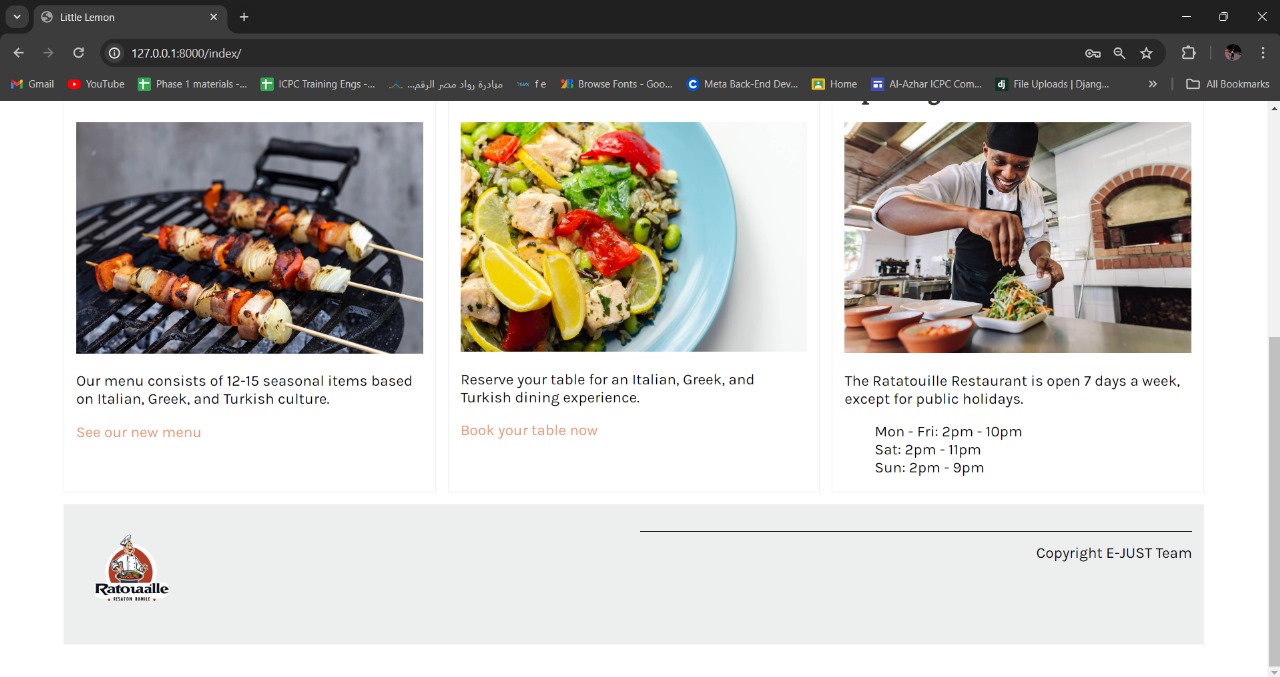 Little Lemon
127.0.0.1:8000/index/
Gmail
YouTube
Phase 1 materials -...
ICPC Training Engs -...
مبادرة رواد مصر الرقم...
f e
Browse Fonts - Goo...
Meta Back-End Dev...
Home
Al-Azhar ICPC Com...
File Uploads | Djang...
All Bookmarks
Our menu consists of 12-15 seasonal items based
on Italian, Greek, and Turkish culture.
See our new menu
Reserve your table for an Italian, Greek, and
Turkish dining experience.
Book your table now
The Ratatouille Restaurant is open 7 days a week,
except for public holidays.
Mon - Fri: 2pm - 10pm
Sat: 2pm - 11pm
Sun: 2pm - 9pm
Copyright E-JUST Team